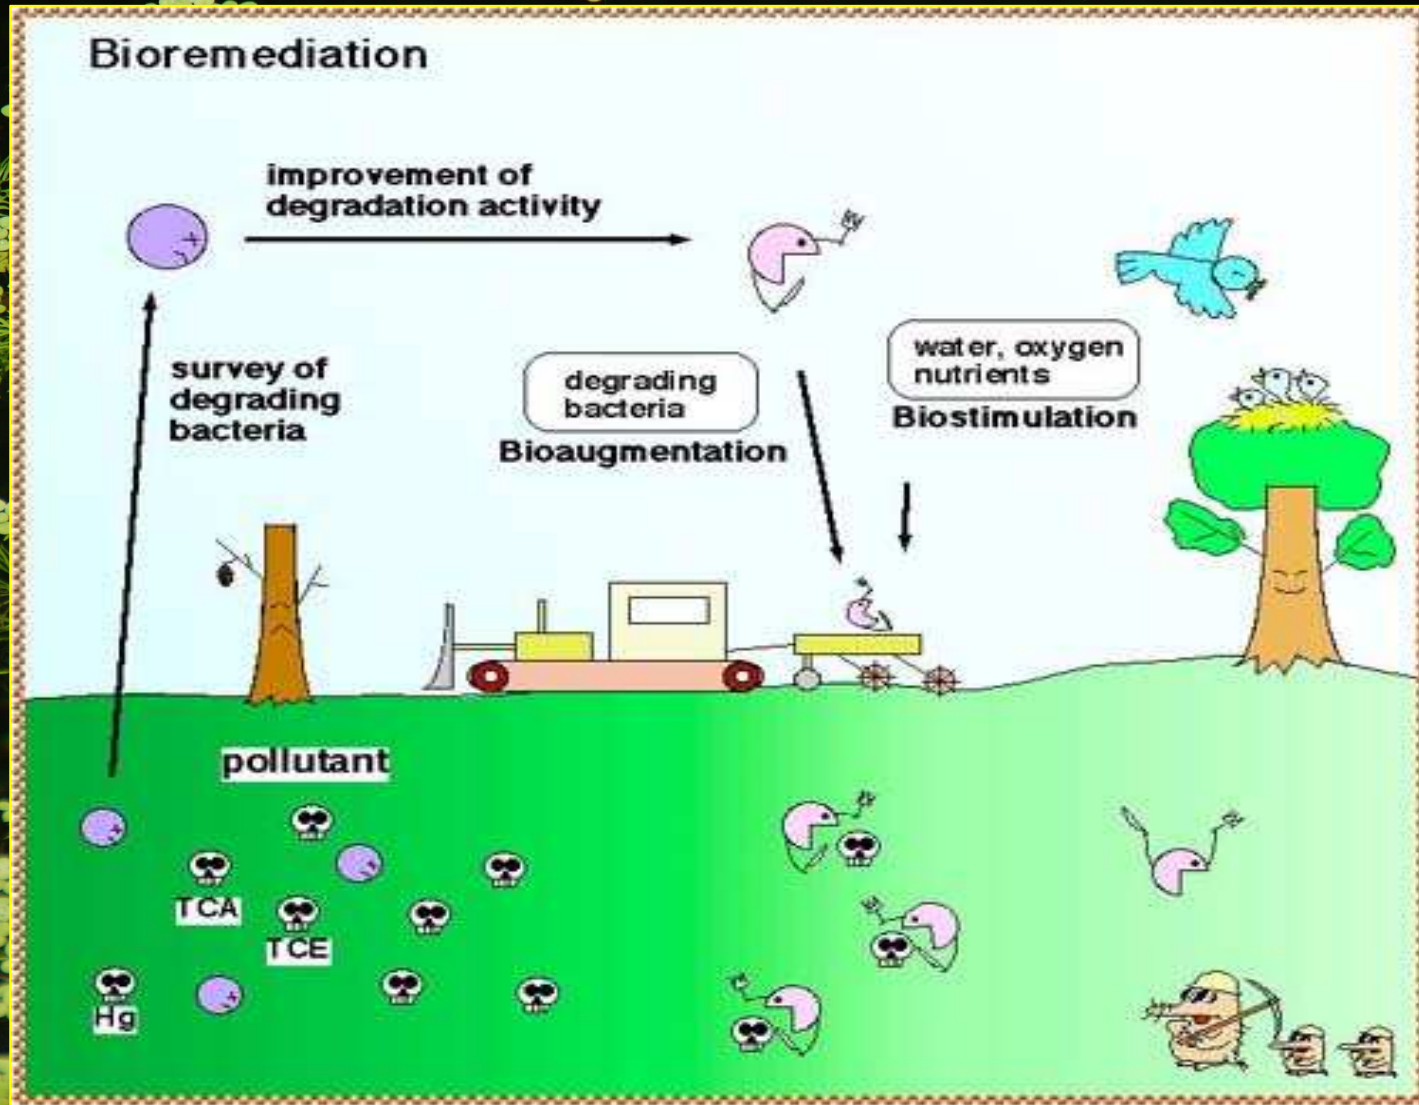 Bioremediation
improvement of
degradation activity
survey of
degrading
bacteria
degrading
bacteria
Bioaugmentation
water, oxygen
nutrients
Biostimulation
pollutant
TCA
TCE
Hg